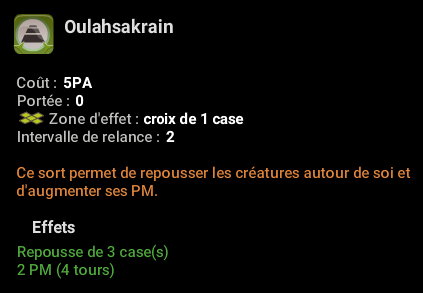 Oulahsakrain
Coût : 5PA
Portée : 0
Zone d'effet : croix de 1 case
Intervalle de relance : 2
Ce sort permet de repousser les créatures autour de soi et
d'augmenter ses PM.
Effets
Repousse de 3 case(s)
2 PM (4 tours)